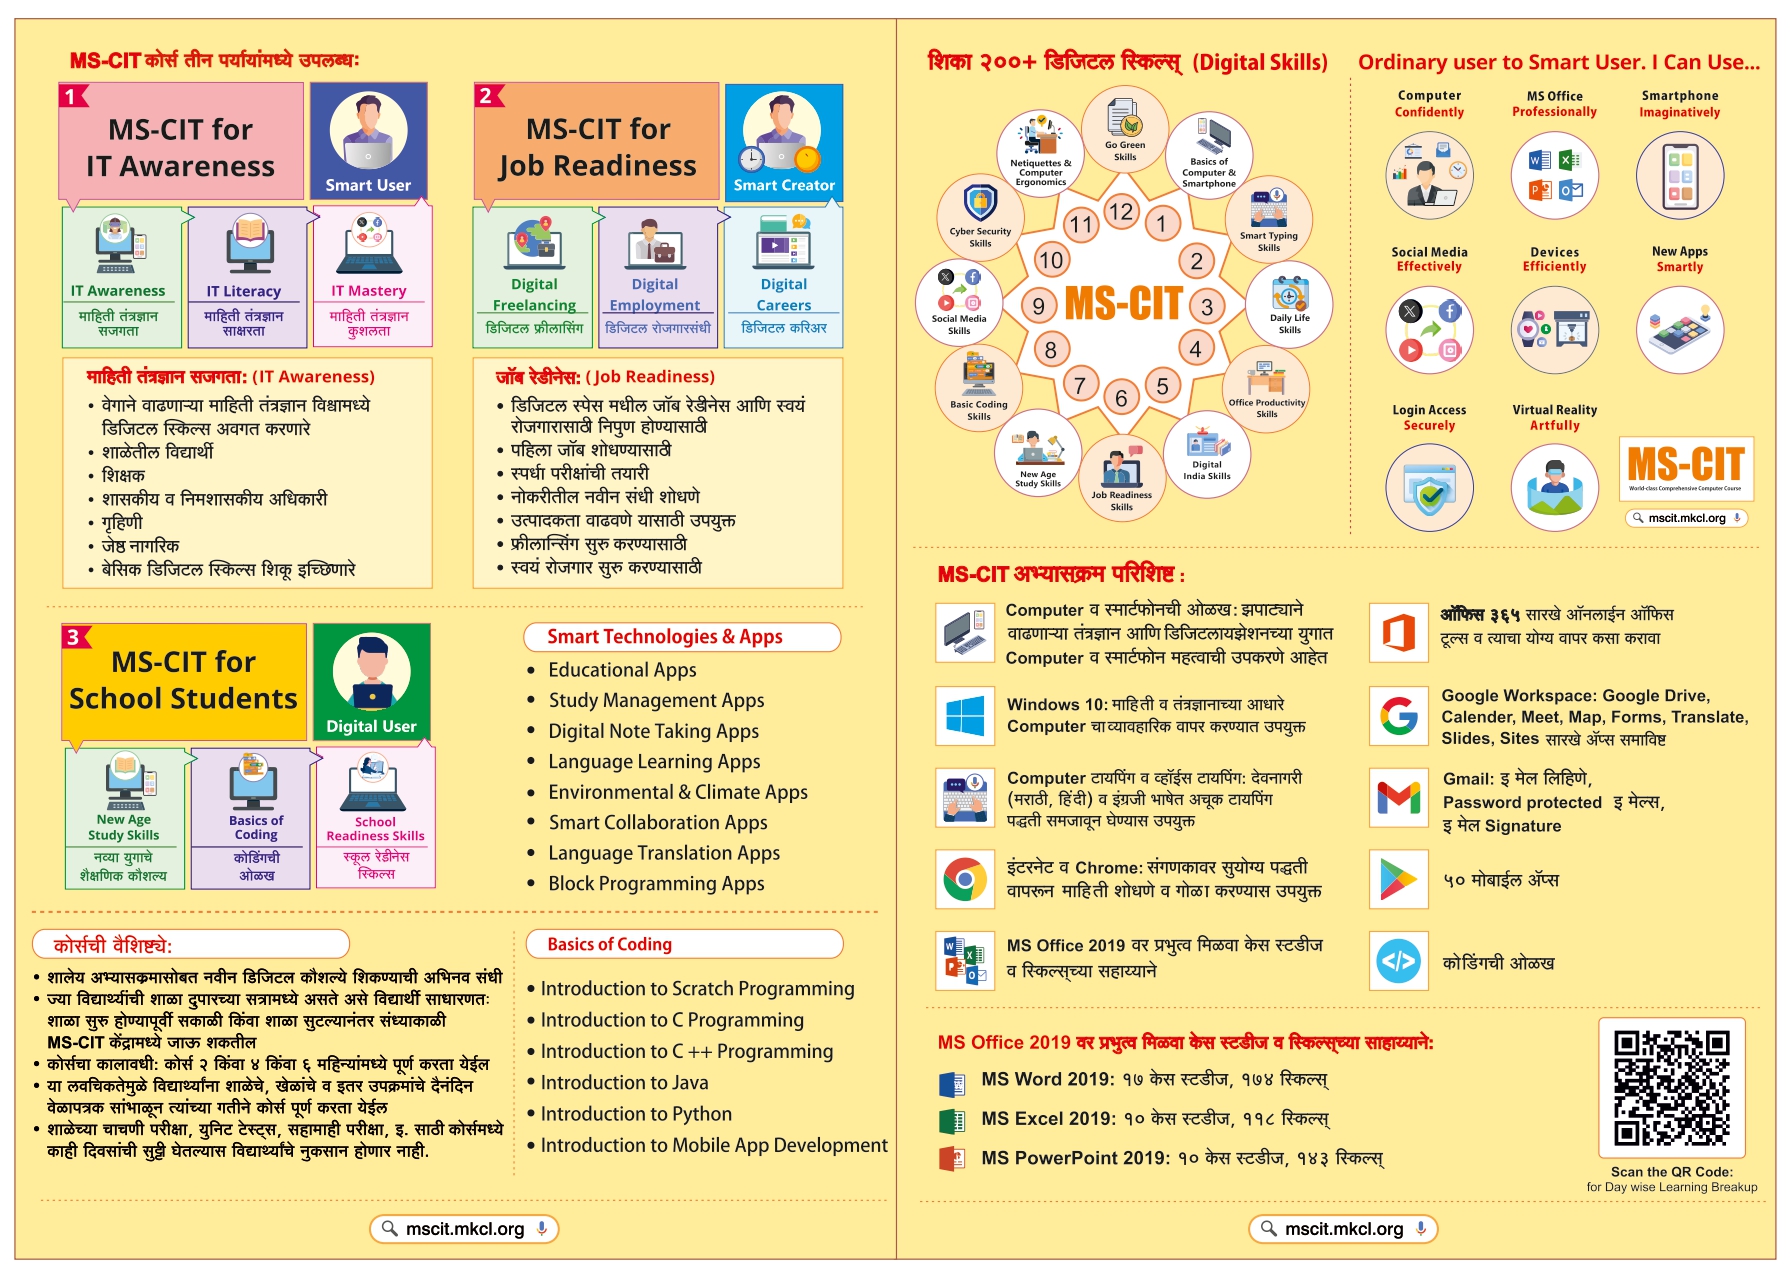 MS-CIT कोर्स तीन पर्यायांमध्ये उपलब्धः
1
MS-CIT for
IT Awareness
Smart User
IT Awareness
माहिती तंत्रज्ञान
सजगता
IT Literacy
माहिती तंत्रज्ञान
साक्षरता
IT Mastery
माहिती तंत्रज्ञान
कुशलता
माहिती तंत्रज्ञान सजगता: (IT Awareness)
• वेगाने वाढणाऱ्या माहिती तंत्रज्ञान विश्वामध्ये
डिजिटल स्किल्स अवगत करणारे
• शाळेतील विद्यार्थी
• शिक्षक
• शासकीय व निमशासकीय अधिकारी
• गृहिणी
• जेष्ठ नागरिक
• बेसिक डिजिटल स्किल्स शिकू इच्छिणारे
2
MS-CIT for
Job Readiness
Smart Creator
Digital
Freelancing
डिजिटल फ्रीलासिंग
Digital
Employment
डिजिटल रोजगारसंधी
Digital
Careers
डिजिटल करिअर
जॉब रेडीनेस: ( Job Readiness)
• डिजिटल स्पेस मधील जॉब रेडीनेस आणि स्वयं
रोजगारासाठी निपुण होण्यासाठी
• पहिला जॉब शोधण्यासाठी
• स्पर्धा परीक्षांची तयारी
• नोकरीतील नवीन संधी शोधणे
• उत्पादकता वाढवणे यासाठी उपयुक्त
• फ्रीलान्सिंग सुरु करण्यासाठी
• स्वयं रोजगार सुरु करण्यासाठी
3
MS-CIT for
School Students
Digital User
New Age
Study Skills
नव्या युगाचे
शैक्षणिक कौशल्य
Basics of
Coding
कोडिंगची
ओळख
School
Readiness Skills
स्कूल रेडीनेस
स्किल्स
Smart Technologies & Apps
• Educational Apps
• Study Management Apps
• Digital Note Taking Apps
• Language Learning Apps
• Environmental & Climate Apps
• Smart Collaboration Apps
• Language Translation Apps
• Block Programming Apps
कोर्सची वैशिष्ट्ये:
• शालेय अभ्यासक्रमासोबत नवीन डिजिटल कौशल्ये शिकण्याची अभिनव संधी
• ज्या विद्यार्थ्यांची शाळा दुपारच्या सत्रामध्ये असते असे विद्यार्थी साधारणतः
शाळा सुरु होण्यापूर्वी सकाळी किंवा शाळा सुटल्यानंतर संध्याकाळी
MS-CIT केंद्रामध्ये जाऊ शकतील
• कोर्सचा कालावधी: कोर्स २ किंवा ४ किंवा ६ महिन्यांमध्ये पूर्ण करता येईल
• या लवचिकतेमुळे विद्यार्थ्यांना शाळेचे, खेळांचे व इतर उपक्रमांचे दैनंदिन
वेळापत्रक सांभाळून त्यांच्या गतीने कोर्स पूर्ण करता येईल
• शाळेच्या चाचणी परीक्षा, युनिट टेस्ट्स, सहामाही परीक्षा, इ. साठी कोर्समध्ये
काही दिवसांची सुट्टी घेतल्यास विद्यार्थ्यांचे नुकसान होणार नाही.
Basics of Coding
• Introduction to Scratch Programming
• Introduction to C Programming
• Introduction to C ++ Programming
• Introduction to Java
• Introduction to Python
• Introduction to Mobile App Development
mscit.mkcl.org
शिका २००+ डिजिटल स्किल्स् (Digital Skills)
Go Green
Skills
Basics of
Computer &
Smartphone
Smart Typing
Skills
Daily Life
Skills
Office Productivity
Skills
Digital
India Skills
Job Readiness
Skills
New Age
Study Skills
Basic Coding
Skills
Social Media
Skills
Cyber Security
Skills
Netiquettes &
Computer
Ergonomics
12
1
2
3
4
5
6
7
8
9
10
11
MS-CIT
Ordinary user to Smart User. I Can Use...
Computer
Confidently
MS Office
Professionally
Smartphone
Imaginatively
Social Media
Effectively
Devices
Efficiently
New Apps
Smartly
Login Access
Securely
Virtual Reality
Artfully
MS-CIT
World-class Comprehensive Computer Course
mscit.mkcl.org
MS-CIT अभ्यासक्रम परिशिष्ट :
Computer व स्मार्टफोनची ओळख: झपाट्याने
वाढणाऱ्या तंत्रज्ञान आणि डिजिटलायझेशनच्या युगात
Computer व स्मार्टफोन महत्वाची उपकरणे आहेत
Windows 10: माहिती व तंत्रज्ञानाच्या आधारे
Computer चा व्यावहारिक वापर करण्यात उपयुक्त
Computer टायपिंग व व्हॉईस टायपिंग: देवनागरी
(मराठी, हिंदी) व इंग्रजी भाषेत अचूक टायपिंग
पद्धती समजावून घेण्यास उपयुक्त
इंटरनेट व Chrome: संगणकावर सुयोग्य पद्धती
वापरून माहिती शोधणे व गोळा करण्यास उपयुक्त
MS Office 2019 वर प्रभुत्व मिळवा केस स्टडीज
व स्किल्स्च्या सहाय्याने
ऑफिस ३६५ सारखे ऑनलाईन ऑफिस
टूल्स व त्याचा योग्य वापर कसा करावा
Google Workspace: Google Drive,
Calender, Meet, Map, Forms, Translate,
Slides, Sites सारखे ॲप्स समाविष्ट
Gmail: इ मेल लिहिणे,
Password protected इ मेल्स,
इ मेल Signature
५० मोबाईल ॲप्स
कोडिंगची ओळख
MS Office 2019 वर प्रभुत्व मिळवा केस स्टडीज व स्किल्स्च्या साहाय्याने:
MS Word 2019: १७ केस स्टडीज, १७४ स्किल्स्
MS Excel 2019: १० केस स्टडीज, ११८ स्किल्स्
MS PowerPoint 2019: १० केस स्टडीज, १४३ स्किल्स्
Scan the QR Code:
for Day wise Learning Breakup
mscit.mkcl.org